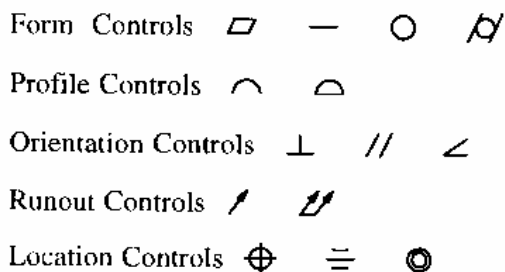 Form Controls ⏥ ⏤ ○ ⌭
Profile Controls ⌒ ⌓
Orientation Controls ⟂ // ∠
Runout Controls ↗ ⌰
Location Controls ⌖ ⌯ ◎